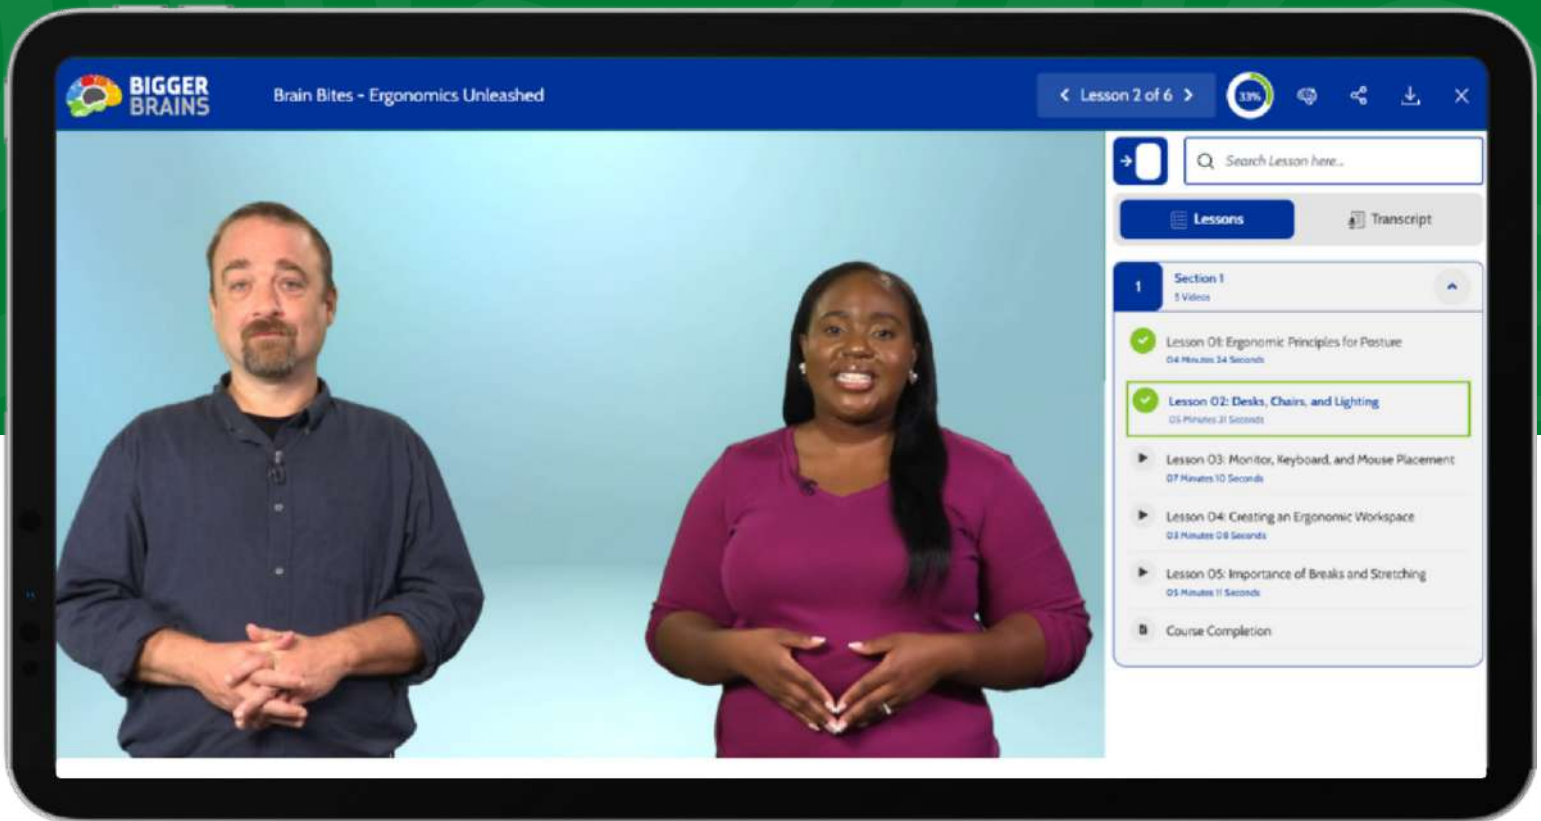 BIGGER
BRAINS
Brain Bites - Ergonomics Unleashed
Lesson 2 of 6
33%
Search Lesson here...
Lessons
Transcript
1
Section 1
5 Videos
Lesson 01: Ergonomic Principles for Posture
04 Minutes 34 Seconds
Lesson 02: Desks, Chairs, and Lighting
05 Minutes 31 Seconds
Lesson 03: Monitor, Keyboard, and Mouse Placement
07 Minutes 10 Seconds
Lesson 04: Creating an Ergonomic Workspace
03 Minutes 08 Seconds
Lesson 05: Importance of Breaks and Stretching
05 Minutes 11 Seconds
Course Completion